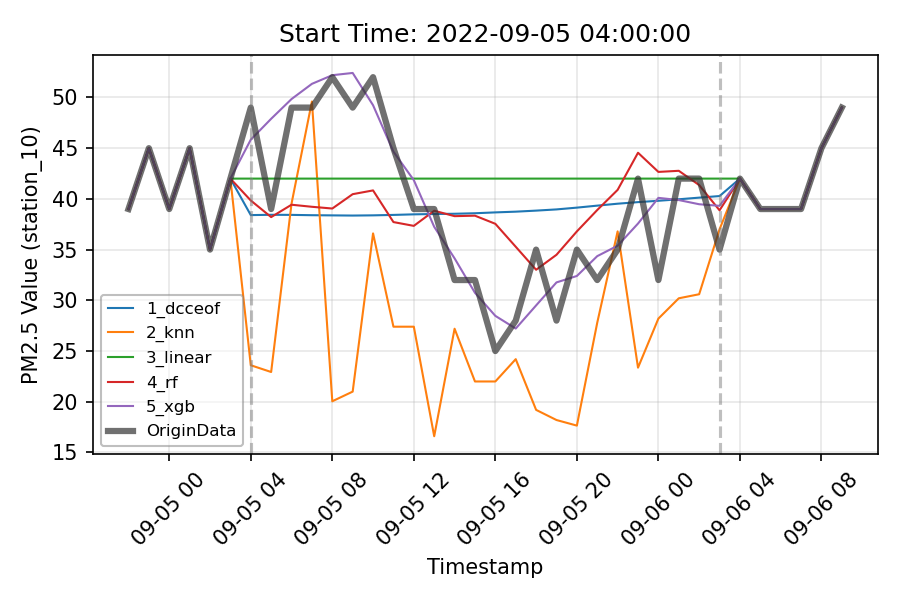 Start Time: 2022-09-05 04:00:00
PM2.5 Value (station_10)
50
45
40
35
30
25
20
15
1_dcceof
2_knn
3_linear
4_rf
5_xgb
OriginData
09-05 00
09-05 04
09-05 08
09-05 12
09-05 16
09-05 20
09-06 00
09-06 04
09-06 08
Timestamp